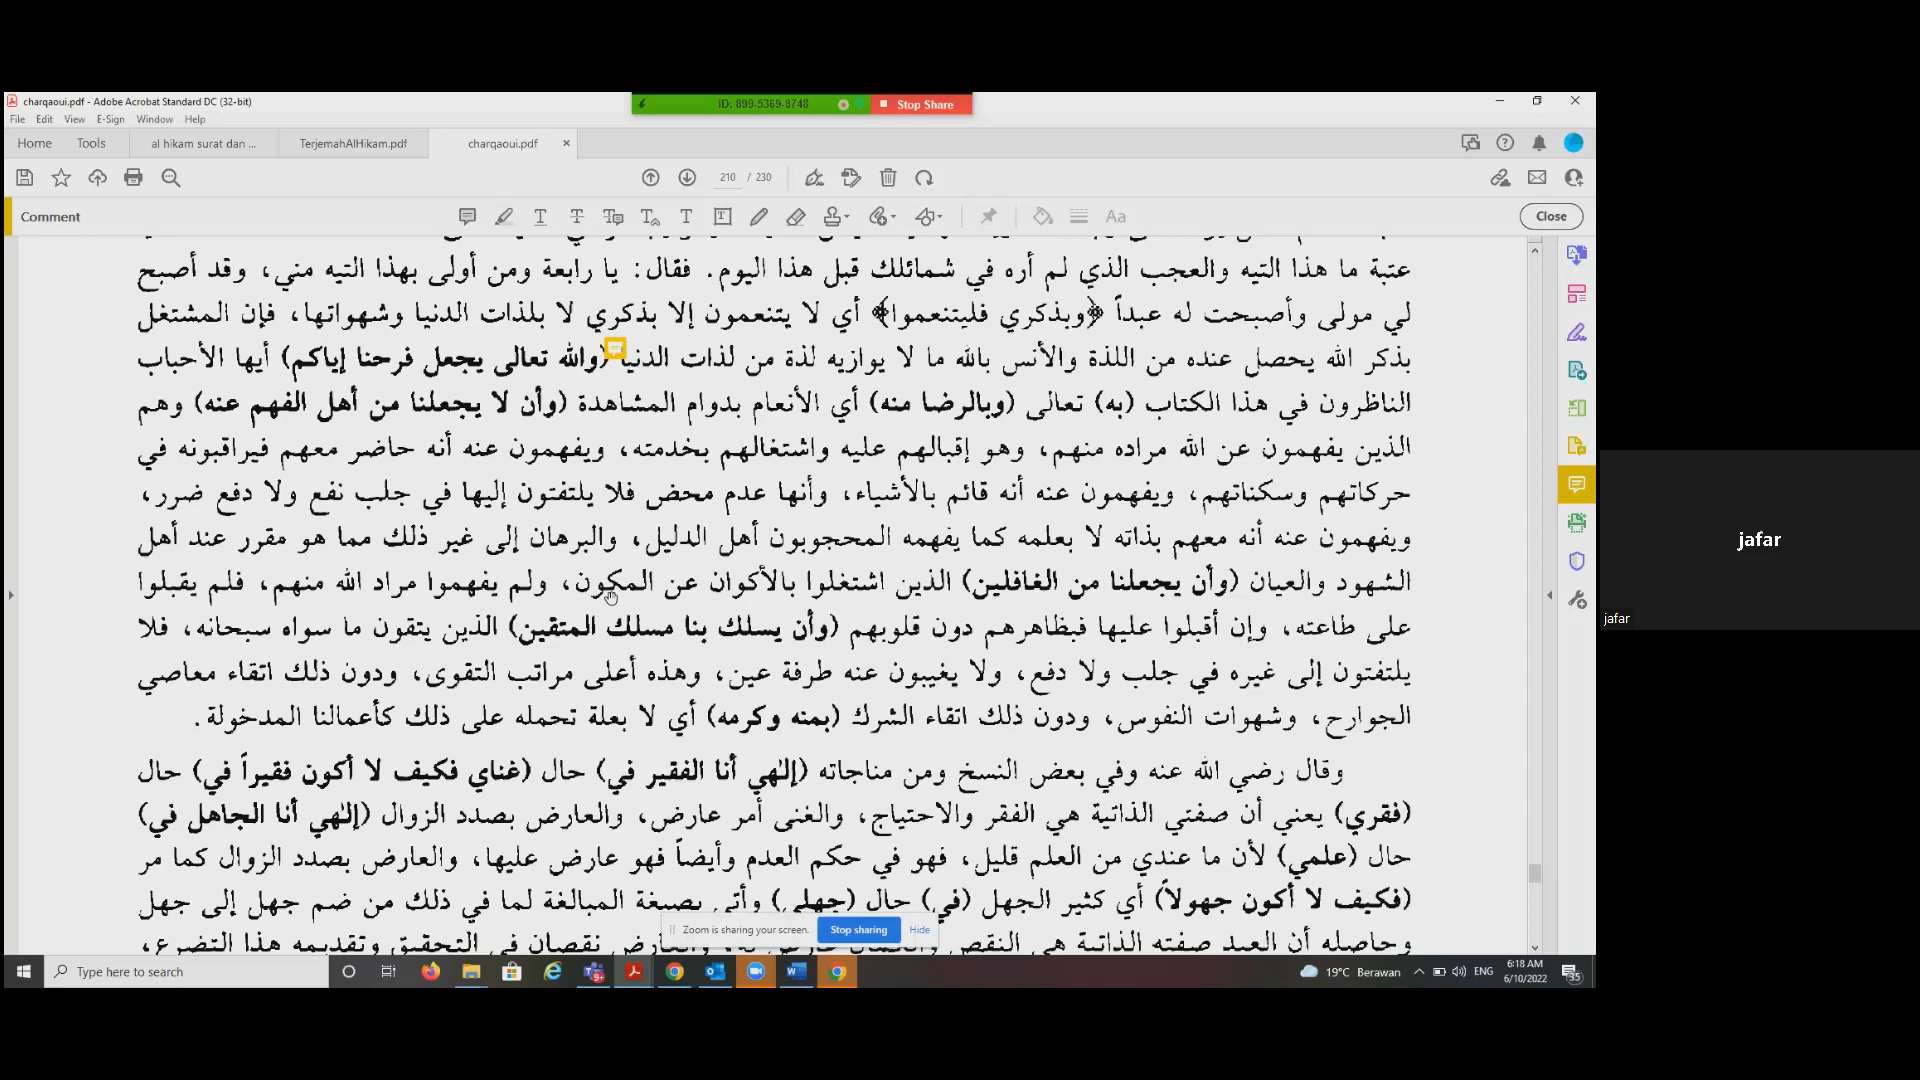 charqaoui.pdf - Adobe Acrobat Standard DC (32-bit)
ID: 899-5369-8748
Stop Share
File Edit View E-Sign Window Help
Home Tools al hikam surat dan ... TerjemahAlHikam.pdf charqaoui.pdf
210 / 230
Comment
Close
عتبة ما هذا التيه والعجب الذي لم أره في شمائلك قبل هذا اليوم. فقال: يا رابعة ومن أولى بهذا التيه مني، وقد أصبح
لي مولى وأصبحت له عبداً ﴿وبذكري فليتنعموا﴾ أي لا يتنعمون إلا بذكري لا بلذات الدنيا وشهواتها، فإن المشتغل
بذكر الله يحصل عنده من اللذة والأنس بالله ما لا يوازيه لذة من لذات الدنيا (والله تعالى يجعل فرحنا إياكم) أيها الأحباب
الناظرون في هذا الكتاب (به) تعالى (وبالرضا منه) أي الأنعام بدوام المشاهدة (وأن لا يجعلنا من أهل الفهم عنه) وهم
الذين يفهمون عن الله مراده منهم، وهو إقبالهم عليه واشتغالهم بخدمته، ويفهمون عنه أنه حاضر معهم فيراقبونه في
حركاتهم وسكناتهم، ويفهمون عنه أنه قائم بالأشياء، وأنها عدم محض فلا يلتفتون إليها في جلب نفع ولا دفع ضرر،
ويفهمون عنه أنه معهم بذاته لا بعلمه كما يفهمه المحجوبون أهل الدليل، والبرهان إلى غير ذلك مما هو مقرر عند أهل
الشهود والعيان (وأن يجعلنا من الغافلين) الذين اشتغلوا بالأكوان عن المكون، ولم يفهموا مراد الله منهم، فلم يقبلوا
على طاعته، وإن أقبلوا عليها فبظاهرهم دون قلوبهم (وأن يسلك بنا مسلك المتقين) الذين يتقون ما سواه سبحانه، فلا
يلتفتون إلى غيره في جلب ولا دفع، ولا يغيبون عنه طرفة عين، وهذه أعلى مراتب التقوى، ودون ذلك اتقاء معاصي
الجوارح، وشهوات النفوس، ودون ذلك اتقاء الشرك (بمنه وكرمه) أي لا بعلة تحمله على ذلك كأعمالنا المدخولة.
وقال رضي الله عنه وفي بعض النسخ ومن مناجاته (إلهي أنا الفقير في) حال (غناي فكيف لا أكون فقيراً في) حال
(فقري) يعني أن صفتي الذاتية هي الفقر والاحتياج، والغنى أمر عارض، والعارض بصدد الزوال (إلهي أنا الجاهل في)
حال (علمي) لأن ما عندي من العلم قليل، فهو في حكم العدم وأيضاً فهو عارض عليها، والعارض بصدد الزوال كما مر
(فكيف لا أكون جهولاً) أي كثير الجهل (في) حال (جهلي) وأتى بصيغة المبالغة لما في ذلك من ضم جهل إلى جهل
وحاصله أن العبد صفته الذاتية هي النقص نقصان في التحقيق وتقديمه هذا التضرع،
Zoom is sharing your screen. Stop sharing Hide
Type here to search
19°C Berawan ENG 6:18 AM
6/10/2022
35
jafar
jafar